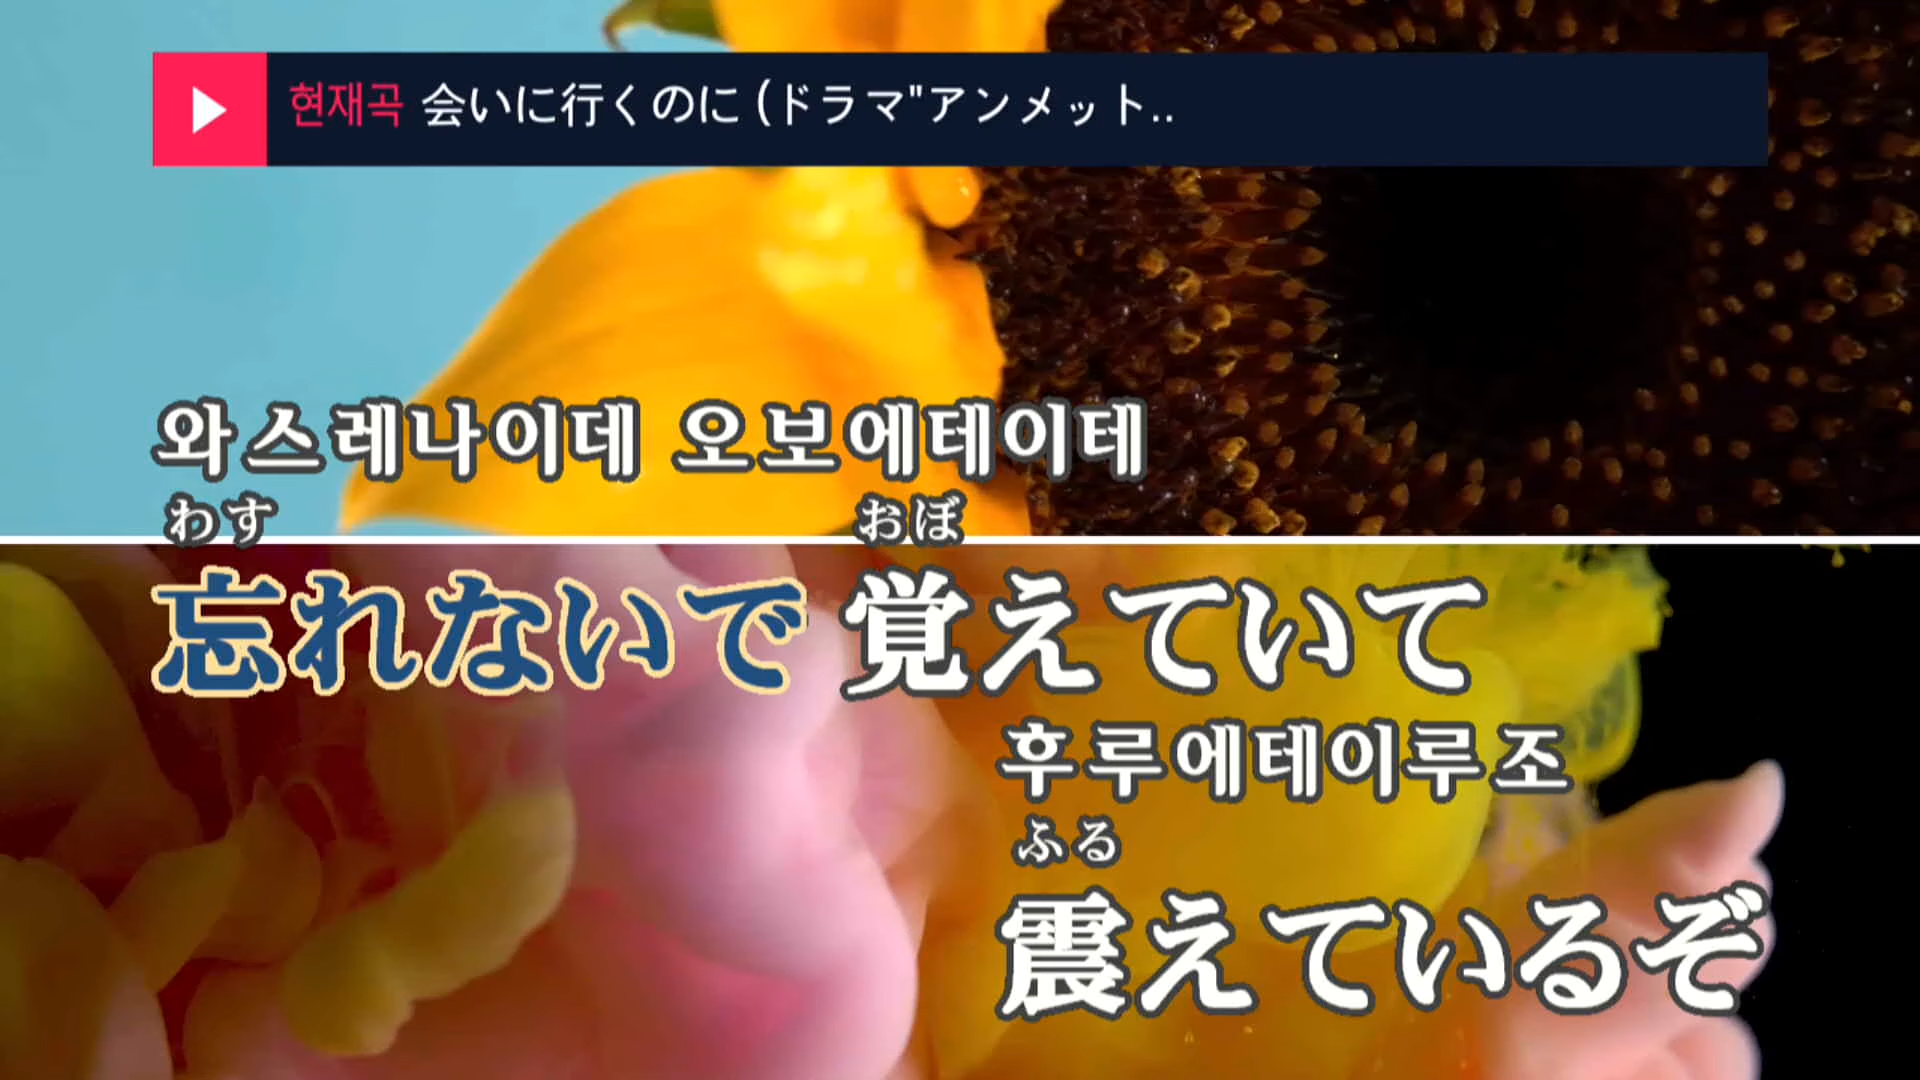 현재곡 会いに行くのに (ドラマ"アンメット..
와스레나이데 오보에테이테
わす おぼ
忘れないで 覚えていて
후루에테이루조
ふる
震えているぞ